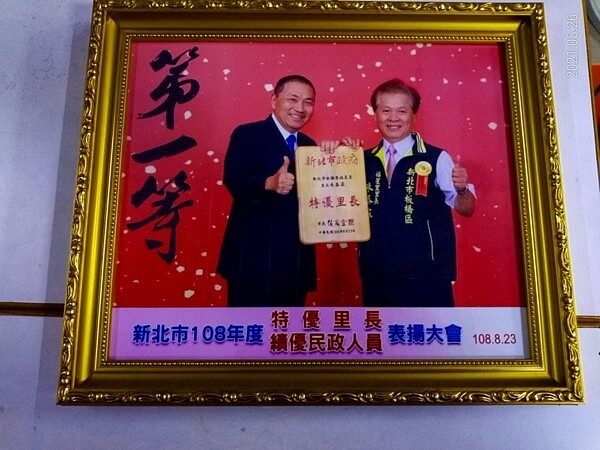 第一等
新北市政府
特優里長
新北市板橋區
新北市108年度 特優里長 績優民政人員 表揚大會 108.8.23
2021.05.26